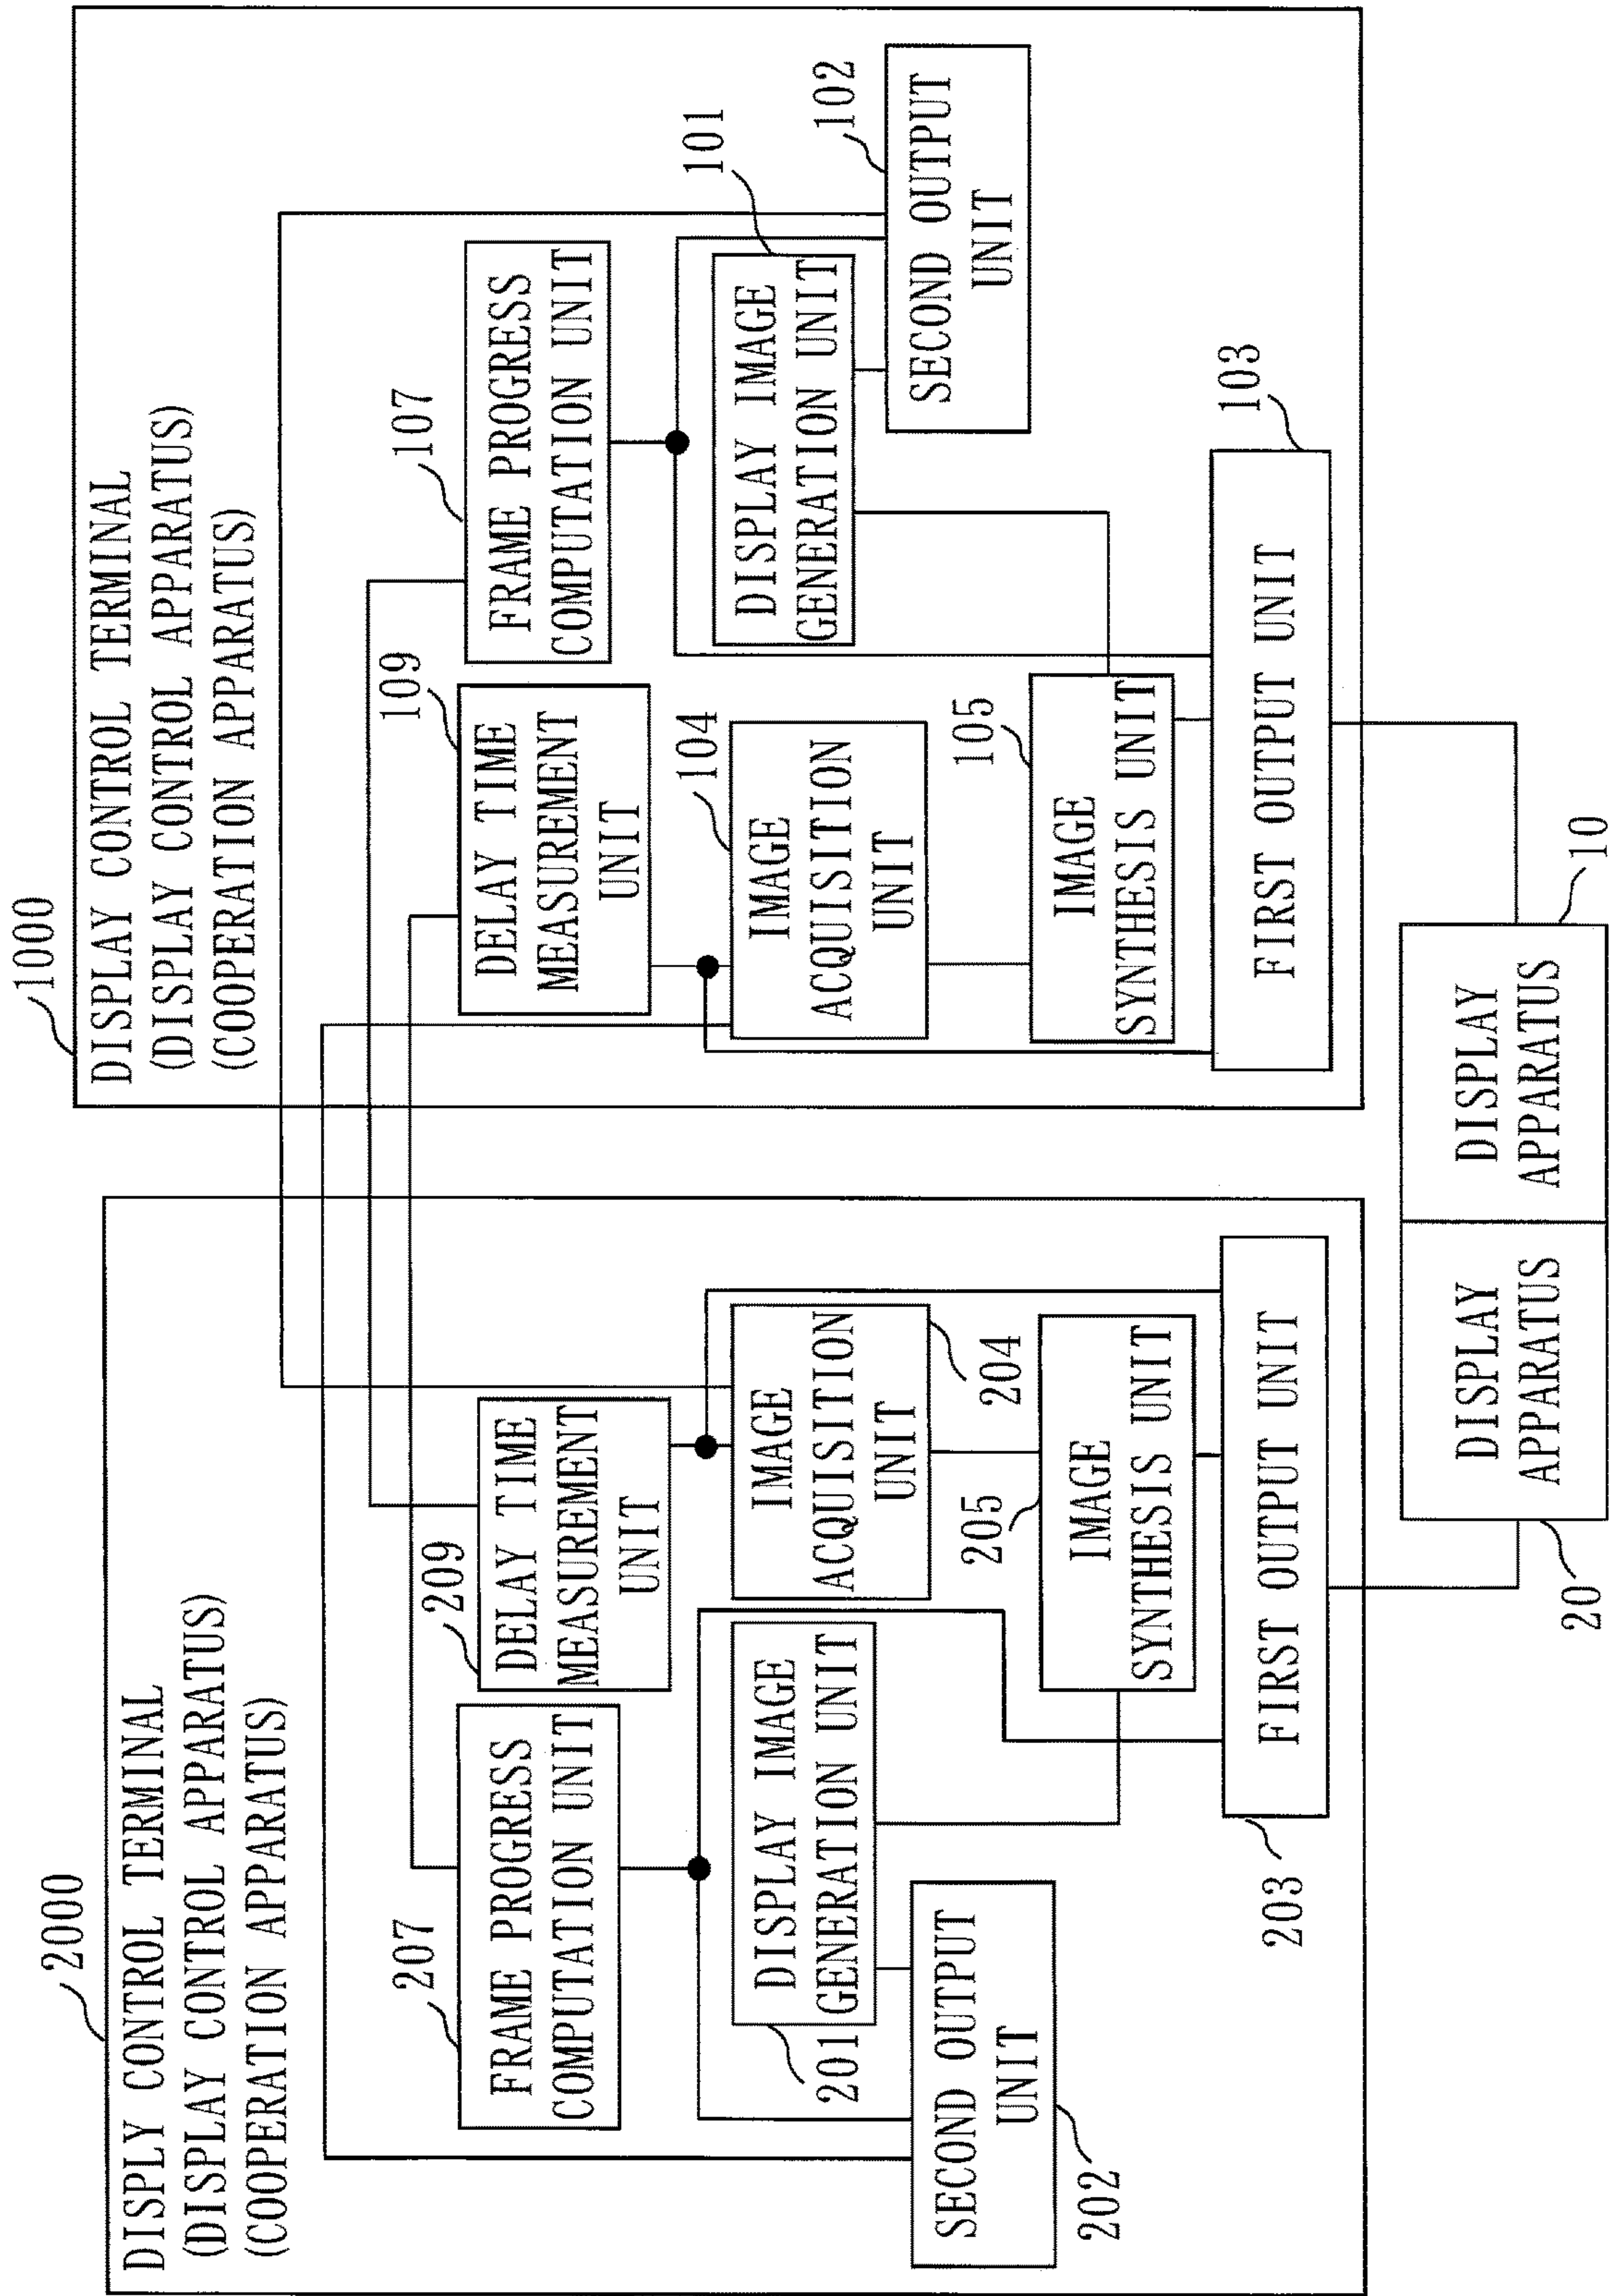 2000
DISPLY CONTROL TERMINAL
(DISPLAY CONTROL APPARATUS)
(COOPERATION APPARATUS)
207
FRAME PROGRESS
COMPUTATION UNIT
209
DELAY TIME
MEASUREMENT
UNIT
201
DISPLAY IMAGE
GENERATION UNIT
IMAGE
ACQUISITION
UNIT
204
SECOND OUTPUT
UNIT
202
205
IMAGE
SYNTHESIS UNIT
FIRST OUTPUT UNIT
203
1000
DISPLAY CONTROL TERMINAL
(DISPLAY CONTROL APPARATUS)
(COOPERATION APPARATUS)
109
DELAY TIME
MEASUREMENT
UNIT
107
FRAME PROGRESS
COMPUTATION UNIT
104
IMAGE
ACQUISITION
UNIT
101
DISPLAY IMAGE
GENERATION UNIT
102
SECOND OUTPUT
UNIT
105
IMAGE
SYNTHESIS UNIT
103
FIRST OUTPUT UNIT
20
DISPLAY
APPARATUS
DISPLAY
APPARATUS
10